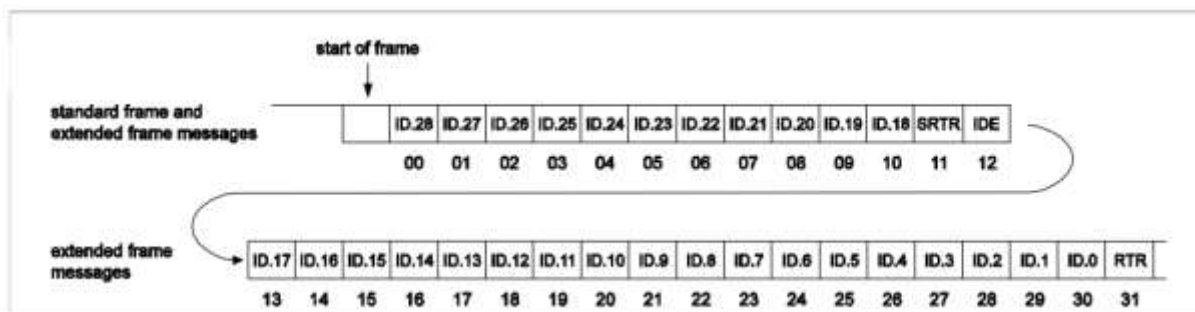 start of frame
standard frame and
extended frame messages
ID.28 ID.27 ID.26 ID.25 ID.24 ID.23 ID.22 ID.21 ID.20 ID.19 ID.18 SRTR IDE
00 01 02 03 04 05 06 07 08 09 10 11 12
extended frame
messages
ID.17 ID.16 ID.15 ID.14 ID.13 ID.12 ID.11 ID.10 ID.9 ID.8 ID.7 ID.6 ID.5 ID.4 ID.3 ID.2 ID.1 ID.0 RTR
13 14 15 16 17 18 19 20 21 22 23 24 25 26 27 28 29 30 31